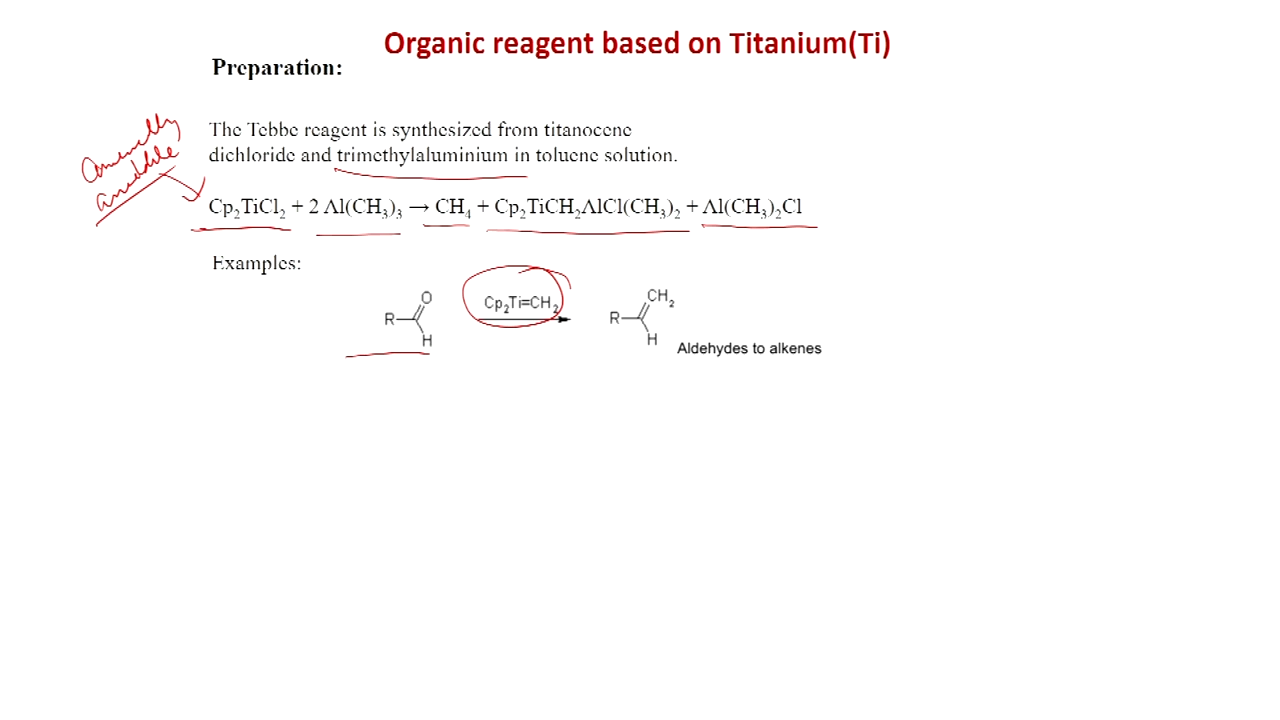 Organic reagent based on Titanium(Ti)
Preparation:
The Tebbe reagent is synthesized from titanocene
dichloride and trimethylaluminium in toluene solution.
Cp₂TiCl₂ + 2 Al(CH₃)₃ → CH₄ + Cp₂TiCH₂AlCl(CH₃)₂ + Al(CH₃)₂Cl
Examples:
R O H
Cp₂Ti=CH₂
R CH₂ H
Aldehydes to alkenes